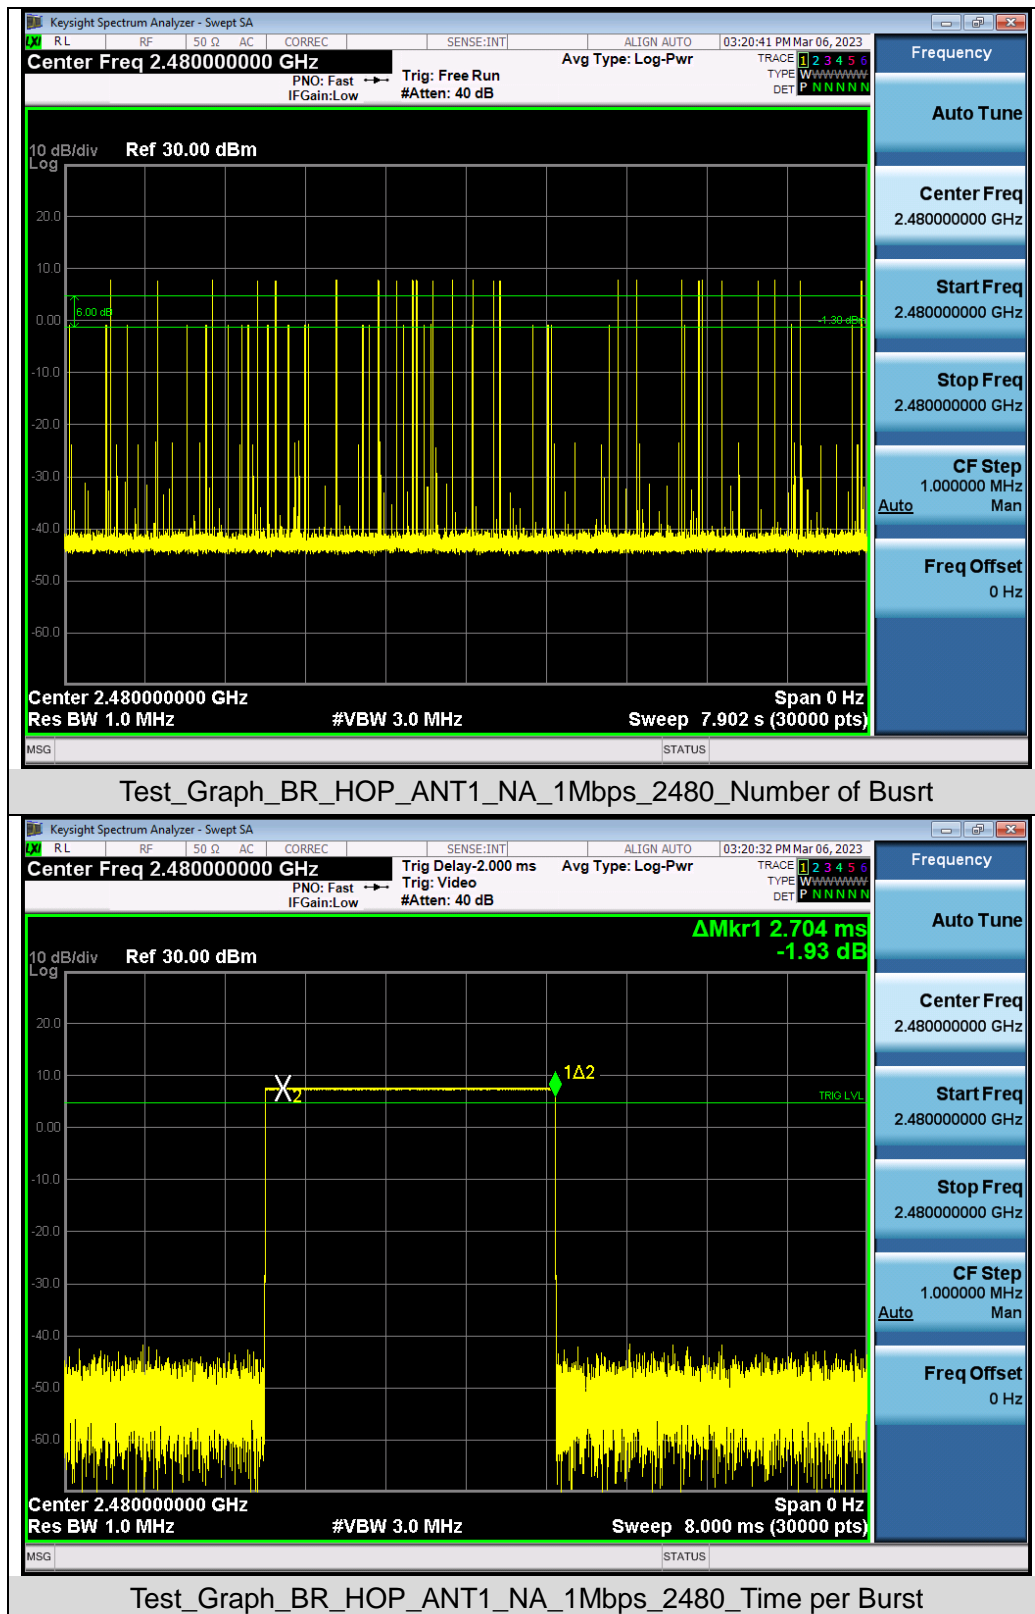 Keysight Spectrum Analyzer - Swept SA
LXI RL RF 50 Ω AC CORREC SENSE:INT ALIGN AUTO 03:20:41 PM Mar 06, 2023
Center Freq 2.480000000 GHz
PNO: Fast
IFGain:Low
Trig: Free Run
#Atten: 40 dB
Avg Type: Log-Pwr
TRACE 1 2 3 4 5 6
TYPE WWWWWW
DET P N N N N N
10 dB/div
Log
Ref 30.00 dBm
20.0
10.0
6.00 dB
0.00
-1.30 dBm
-10.0
-20.0
-30.0
-40.0
-50.0
-60.0
Center 2.480000000 GHz Span 0 Hz
Res BW 1.0 MHz #VBW 3.0 MHz Sweep 7.902 s (30000 pts)
MSG STATUS
Frequency
Auto Tune
Center Freq
2.480000000 GHz
Start Freq
2.480000000 GHz
Stop Freq
2.480000000 GHz
CF Step
1.000000 MHz
Auto Man
Freq Offset
0 Hz
Test_Graph_BR_HOP_ANT1_NA_1Mbps_2480_Number of Busrt
Keysight Spectrum Analyzer - Swept SA
LXI RL RF 50 Ω AC CORREC SENSE:INT ALIGN AUTO 03:20:32 PM Mar 06, 2023
Center Freq 2.480000000 GHz
PNO: Fast
IFGain:Low
Trig Delay-2.000 ms
Trig: Video
#Atten: 40 dB
Avg Type: Log-Pwr
TRACE 1 2 3 4 5 6
TYPE WWWWWW
DET P N N N N N
ΔMkr1 2.704 ms
-1.93 dB
10 dB/div
Log
Ref 30.00 dBm
20.0
10.0
1Δ2
X2
TRIG LVL
0.00
-10.0
-20.0
-30.0
-40.0
-50.0
-60.0
Center 2.480000000 GHz Span 0 Hz
Res BW 1.0 MHz #VBW 3.0 MHz Sweep 8.000 ms (30000 pts)
MSG STATUS
Frequency
Auto Tune
Center Freq
2.480000000 GHz
Start Freq
2.480000000 GHz
Stop Freq
2.480000000 GHz
CF Step
1.000000 MHz
Auto Man
Freq Offset
0 Hz
Test_Graph_BR_HOP_ANT1_NA_1Mbps_2480_Time per Burst